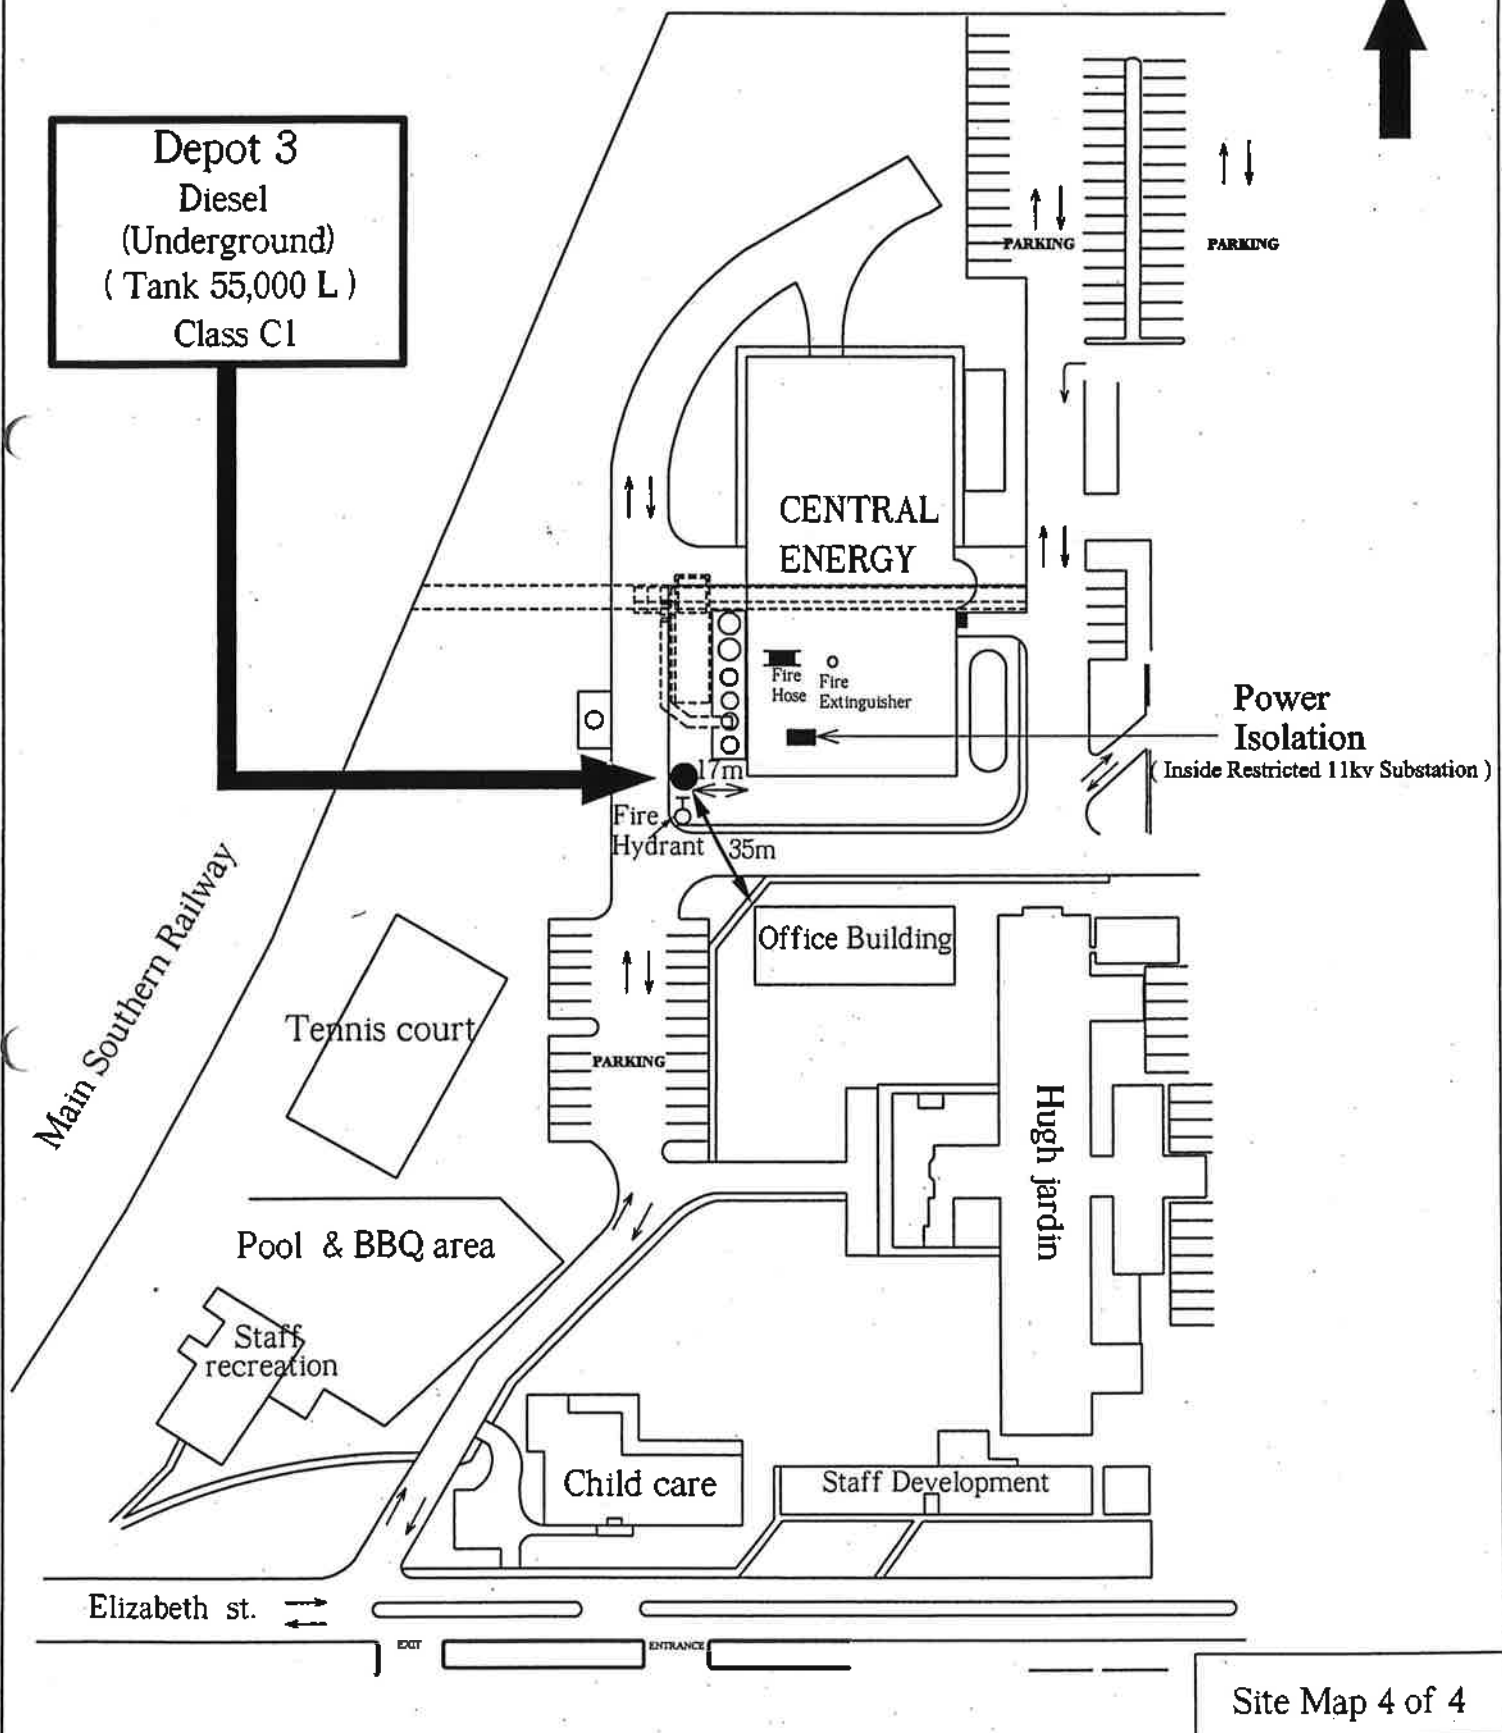 Depot 3
Diesel
(Underground)
( Tank 55,000 L )
Class C1
PARKING
PARKING
CENTRAL
ENERGY
Fire
Hose
Fire
Extinguisher
Power
Isolation
( Inside Restricted 11kv Substation )
17m
Fire
Hydrant
35m
Office Building
Main Southern Railway
Tennis court
PARKING
Hugh jardin
Pool & BBQ area
Staff
recreation
Child care
Staff Development
Elizabeth st.
EXIT
ENTRANCE
Site Map 4 of 4